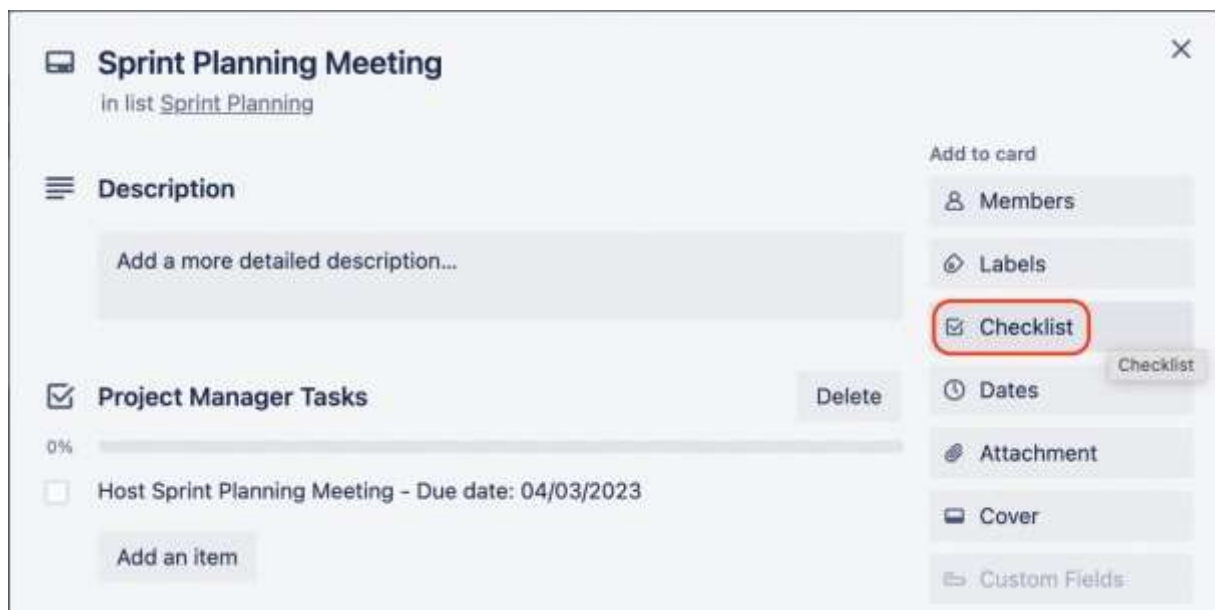 Sprint Planning Meeting
in list Sprint Planning
Description
Add a more detailed description...
Project Manager Tasks
Delete
0%
Host Sprint Planning Meeting - Due date: 04/03/2023
Add an item
Add to card
Members
Labels
Checklist
Checklist
Dates
Attachment
Cover
Custom Fields